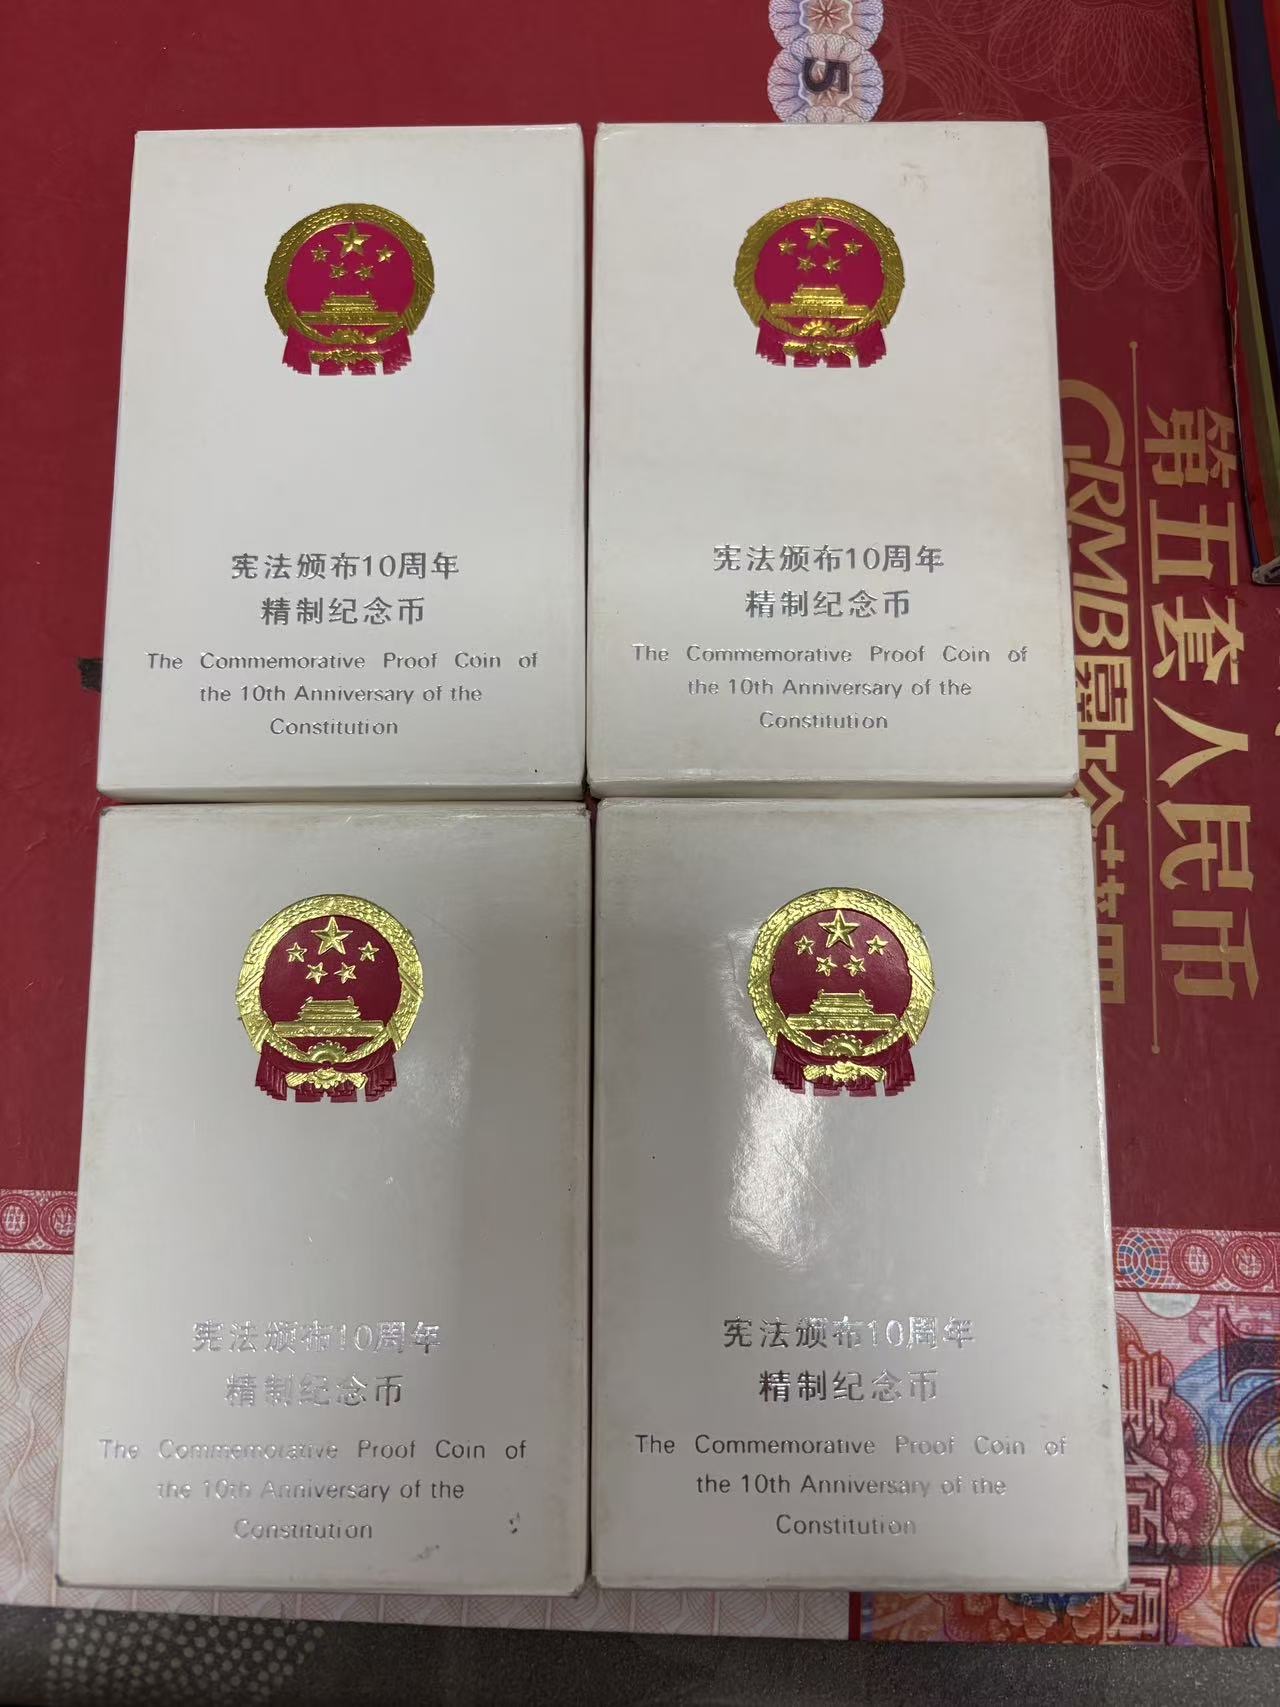 5
宪法颁布10周年
精制纪念币
The Commemorative Proof Coin of
the 10th Anniversary of the
Constitution
宪法颁布10周年
精制纪念币
The Commemorative Proof Coin of
the 10th Anniversary of the
Constitution
宪法颁布10周年
精制纪念币
The Commemorative Proof Coin of
the 10th Anniversary of the
Constitution
宪法颁布10周年
精制纪念币
The Commemorative Proof Coin of
the 10th Anniversary of the
Constitution
第五套人民币